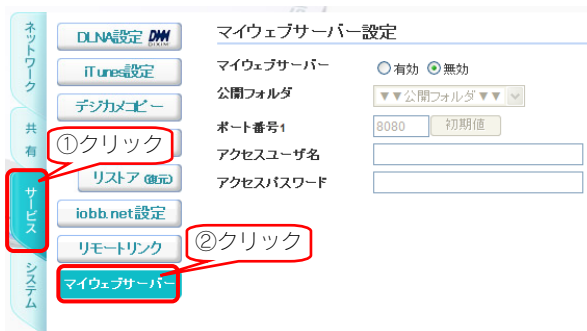 ネットワーク
共有
サービス
システム
DLNA設定
iTunes設定
デジカメコピー
リストア(復元)
iobb.net設定
リモートリンク
マイウェブサーバー
①クリック
②クリック
マイウェブサーバー設定
マイウェブサーバー 有効 無効
公開フォルダ ▼▼公開フォルダ▼▼
ポート番号1 8080 初期値
アクセスユーザ名
アクセスパスワード